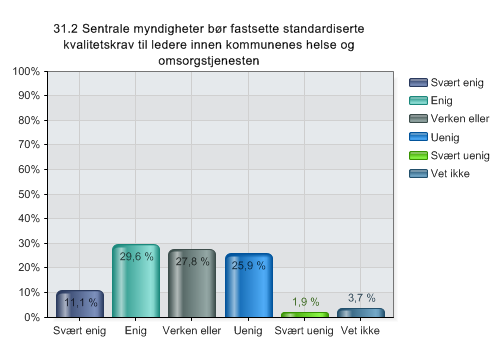 31.2 Sentrale myndigheter bør fastsette standardiserte
kvalitetskrav til ledere innen kommunenes helse og
omsorgstjenesten
100%
90%
80%
70%
60%
50%
40%
30%
20%
10%
0%
11,1 %
29,6 %
27,8 %
25,9 %
1,9 %
3,7 %
Svært enig
Enig
Verken eller
Uenig
Svært uenig
Vet ikke
Svært enig
Enig
Verken eller
Uenig
Svært uenig
Vet ikke